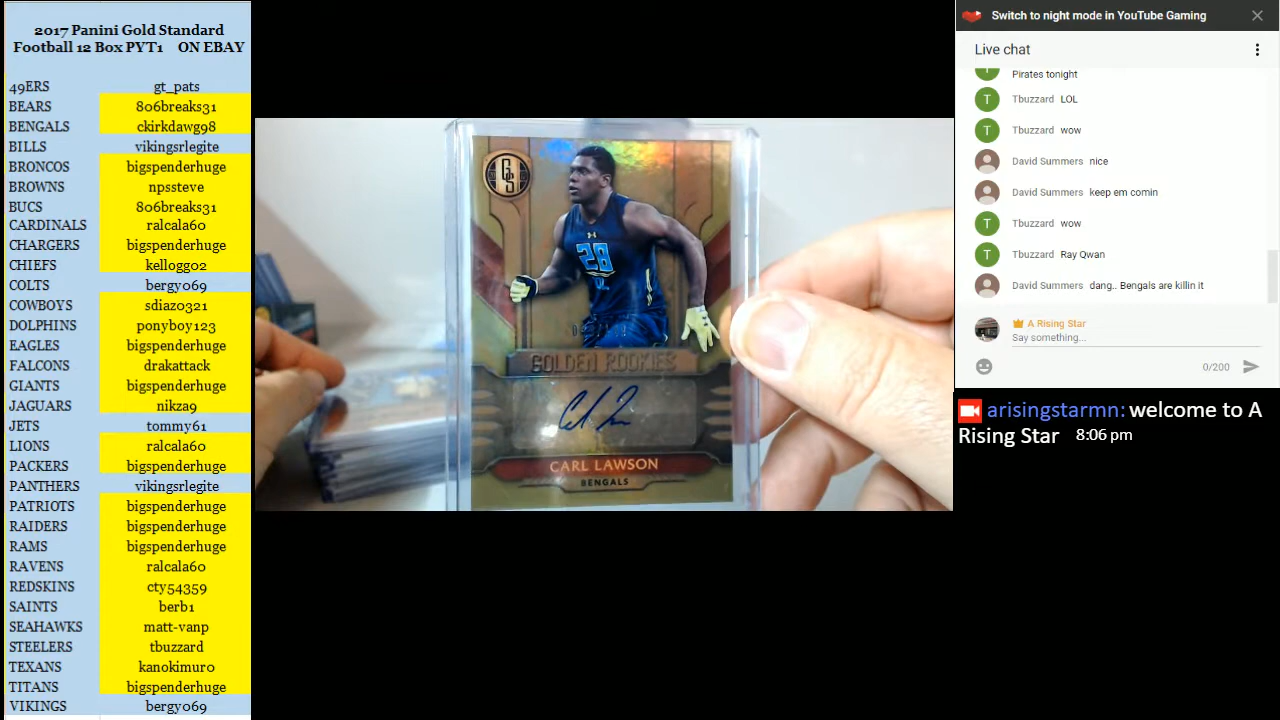 2017 Panini Gold Standard
Football 12 Box PYT1 ON EBAY
49ERS gt_pats
BEARS 806breaks31
BENGALS ckirkdawg98
BILLS vikingsrlegite
BRONCOS bigspenderhuge
BROWNS npssteve
BUCS 806breaks31
CARDINALS ralcala60
CHARGERS bigspenderhuge
CHIEFS kellogg02
COLTS bergy069
COWBOYS sdiaz0321
DOLPHINS ponyboy123
EAGLES bigspenderhuge
FALCONS drakattack
GIANTS bigspenderhuge
JAGUARS nikza9
JETS tommy61
LIONS ralcala60
PACKERS bigspenderhuge
PANTHERS vikingsrlegite
PATRIOTS bigspenderhuge
RAIDERS bigspenderhuge
RAMS bigspenderhuge
RAVENS ralcala60
REDSKINS cty54359
SAINTS berb1
SEAHAWKS matt-vanp
STEELERS tbuzzard
TEXANS kanokimuro
TITANS bigspenderhuge
VIKINGS bergy069
GS
28
GOLDEN ROOKIES
CARL LAWSON
BENGALS
Switch to night mode in YouTube Gaming
Live chat
T Pirates tonight
T Tbuzzard LOL
T Tbuzzard wow
David Summers nice
David Summers keep em comin
T Tbuzzard wow
T Tbuzzard Ray Qwan
David Summers dang.. Bengals are killin it
A Rising Star
Say something...
0/200
arisingstarmn: welcome to A
Rising Star 8:06 pm